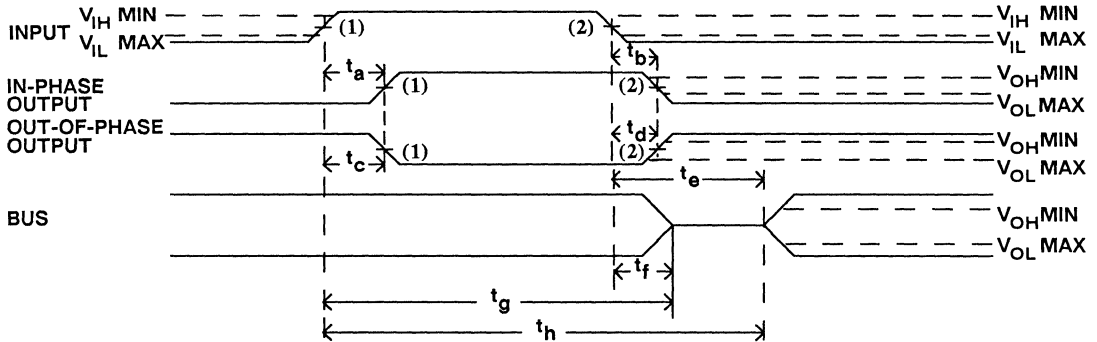 INPUT
V_IH MIN
V_IL MAX
(1)
(2)
V_IH MIN
V_IL MAX
t_a
t_b
IN-PHASE
OUTPUT
(1)
(2)
V_OH MIN
V_OL MAX
OUT-OF-PHASE
OUTPUT
t_c
(1)
t_d
(2)
V_OH MIN
V_OL MAX
t_e
BUS
V_OH MIN
V_OL MAX
t_f
t_g
t_h